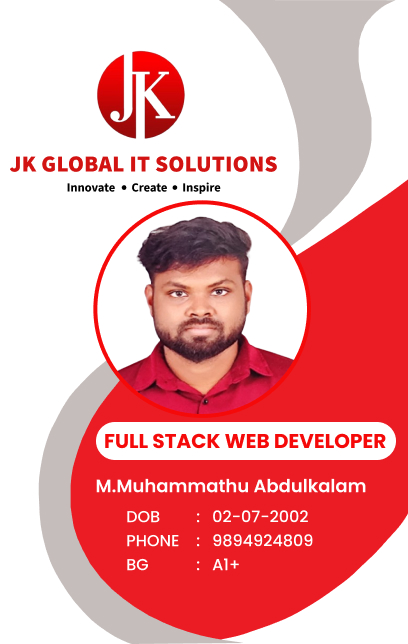 JK
JK GLOBAL IT SOLUTIONS
Innovate • Create • Inspire
FULL STACK WEB DEVELOPER
M.Muhammathu Abdulkalam
DOB : 02-07-2002
PHONE : 9894924809
BG : A1+